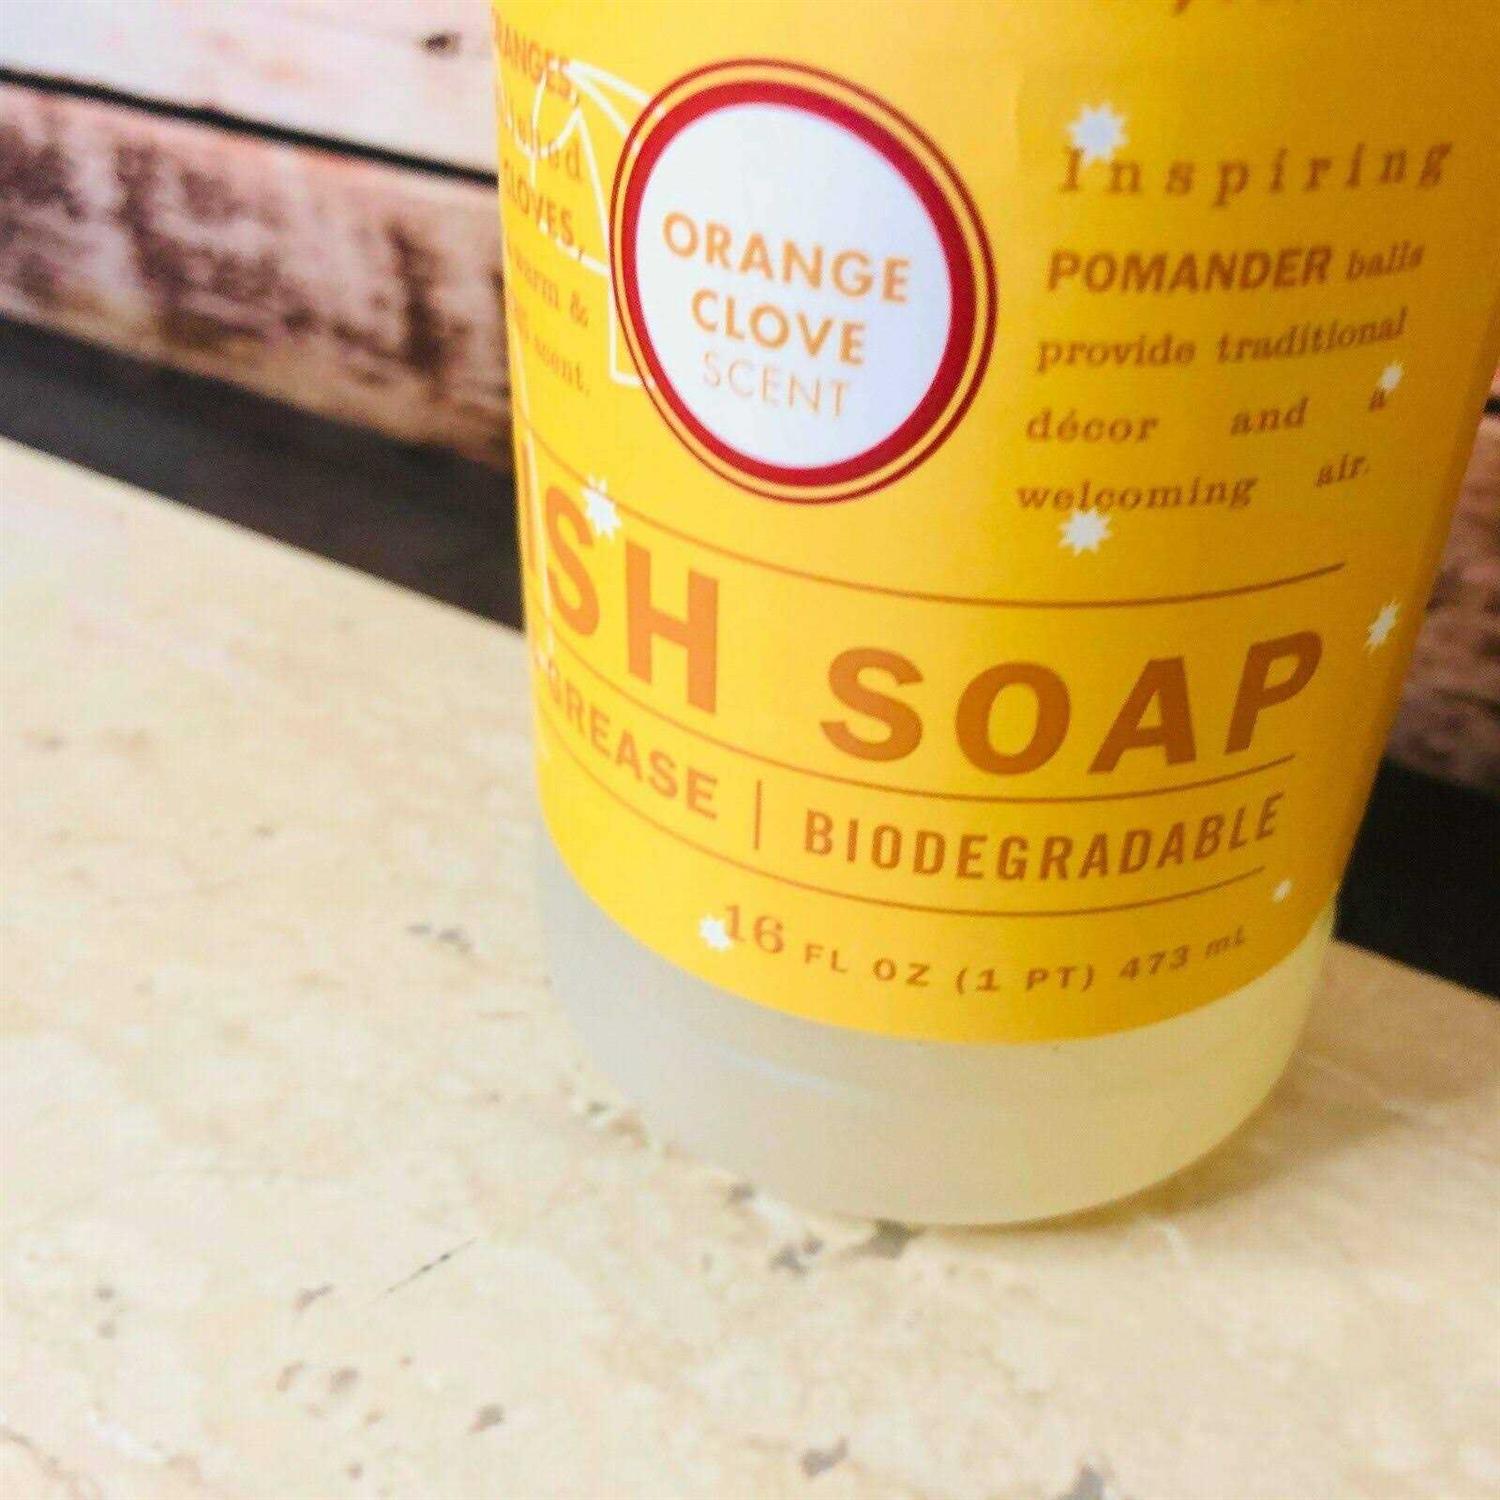 CLOVES,
ORANGE
CLOVE
SCENT
Inspiring
POMANDER balls
provide traditional
décor and a
welcoming air.
SH SOAP
GREASE | BIODEGRADABLE
16 FL OZ (1 PT) 473 mL